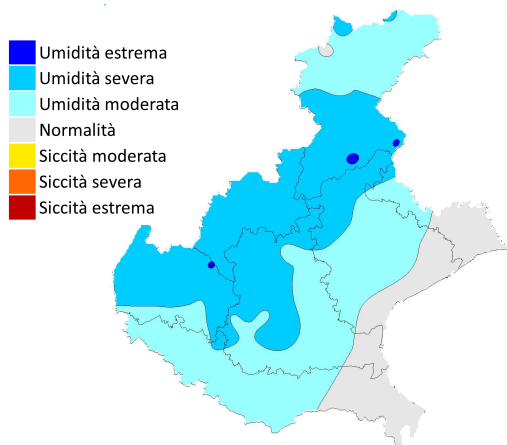 Umidità estrema
Umidità severa
Umidità moderata
Normalità
Siccità moderata
Siccità severa
Siccità estrema